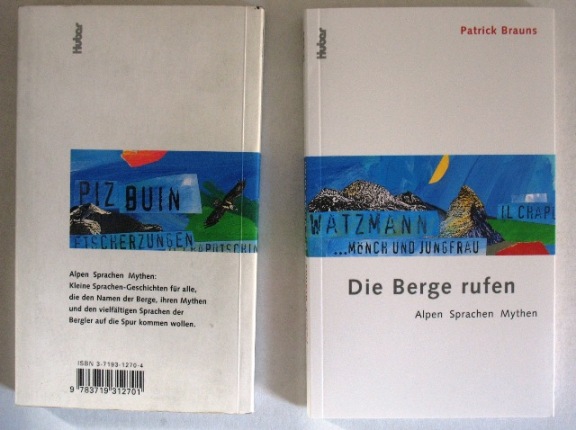 Huber
PIZ BUIN
FISCHERZUNGEN
Alpen Sprachen Mythen:
Kleine Sprachen-Geschichten für alle,
die den Namen der Berge, ihren Mythen
und den vielfältigen Sprachen der
Bergler auf die Spur kommen wollen.
ISBN 3-7193-1270-4
9 783719 312701
Huber
Patrick Brauns
WATZMANN
IL CHAPU
...MÖNCH UND JUNGFRAU
Die Berge rufen
Alpen Sprachen Mythen